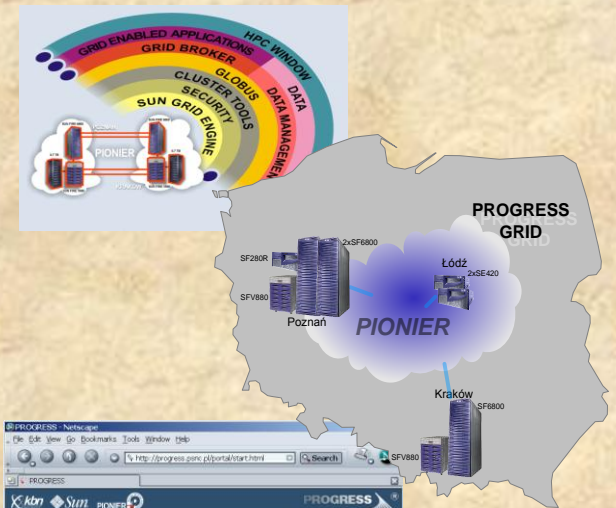 GRID ENABLED APPLICATIONS
HPC WINDOW
GRID BROKER
GLOBUS
DATA
CLUSTER TOOLS
DATA MANAGEMENT
SECURITY
SUN GRID ENGINE
POZNAŃ
PIONIER
KRAKÓW
PROGRESS
GRID
2xSF6800
SF280R
SFV880
Poznań
Łódź
2xSE420
PIONIER
Kraków
SF6800
SFV880
PROGRESS - Netscape
File Edit View Go Bookmarks Tools Window Help
http://progress.psnc.pl/portal/start.html
Search
PROGRESS
kbn Sun PIONIER PROGRESS